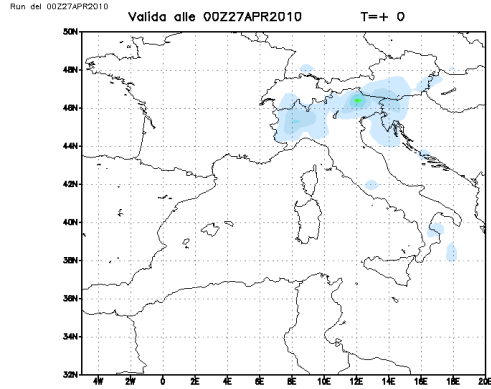 Run del 00Z27APR2010
Valida alle 00Z27APR2010 T=+ 0
50N
48N
46N
44N
42N
40N
38N
36N
34N
32N
4W 2W 0 2E 4E 6E 8E 10E 12E 14E 16E 18E 20E